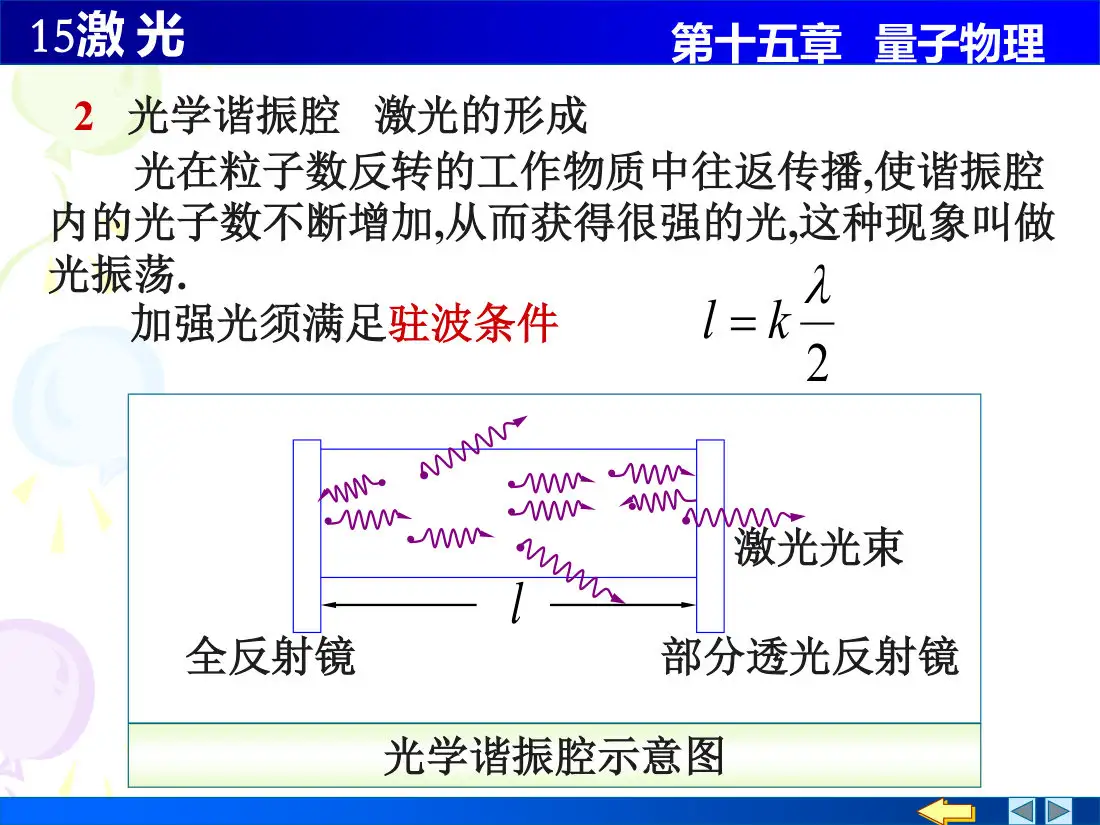 15激光
第十五章 量子物理
2 光学谐振腔 激光的形成
光在粒子数反转的工作物质中往返传播,使谐振腔
内的光子数不断增加,从而获得很强的光,这种现象叫做
光振荡.
加强光须满足驻波条件 l = k λ/2
激光光束
l
全反射镜 部分透光反射镜
光学谐振腔示意图